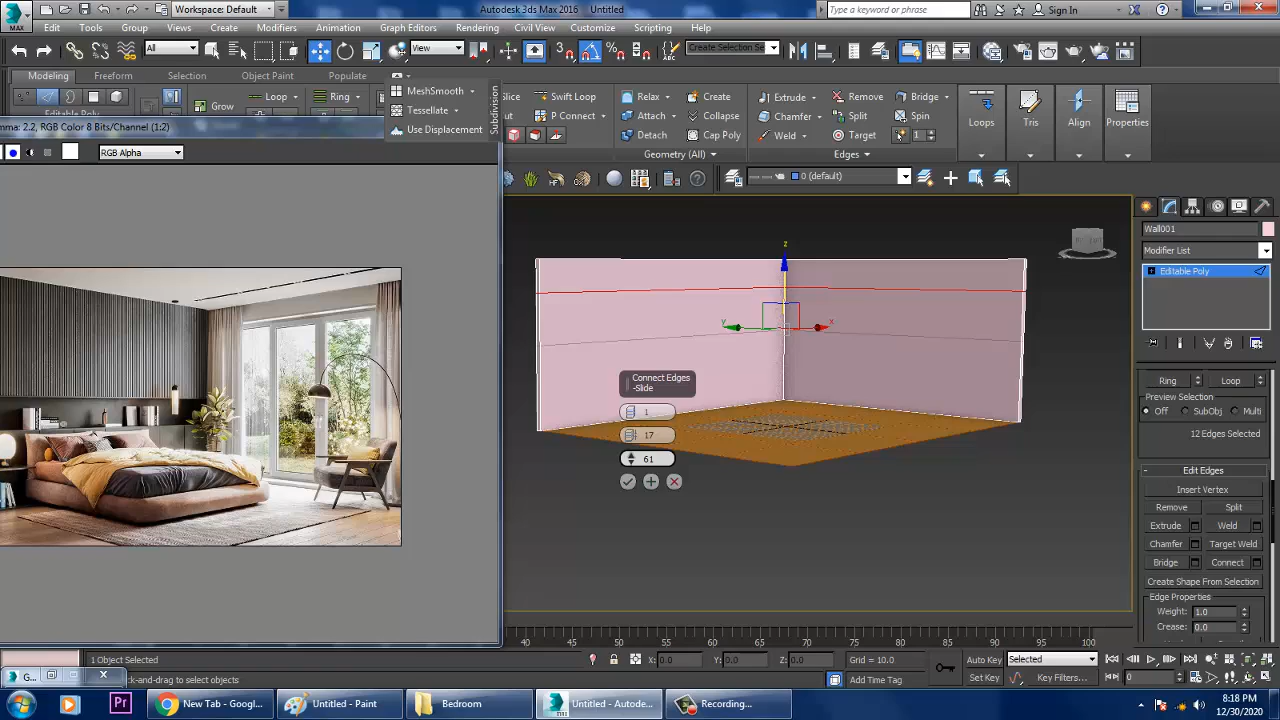 MAX
Workspace: Default
Autodesk 3ds Max 2016 Untitled
Type a keyword or phrase
Sign In
Edit Tools Group Views Create Modifiers Animation Graph Editors Rendering Civil View Customize Scripting Help
All
View
Create Selection Se
Modeling Freeform Selection Object Paint Populate
MeshSmooth
Tessellate
Use Displacement
Subdivision
Grow
Loop
Ring
Swift Loop
P Connect
Relax
Attach
Detach
Create
Collapse
Cap Poly
Geometry (All)
Extrude
Chamfer
Weld
Remove
Split
Target
Bridge
Spin
1
Edges
Loops
Tris
Align
Properties
Editable Poly
mma: 2.2, RGB Color 8 Bits/Channel (1:2)
RGB Alpha
0 (default)
z
y
x
Connect Edges
-Slide
1
17
61
Wall001
Modifier List
Editable Poly
Ring
Loop
Preview Selection
Off SubObj Multi
12 Edges Selected
Edit Edges
Insert Vertex
Remove Split
Extrude Weld
Chamfer Target Weld
Bridge Connect
Create Shape From Selection
Edge Properties
Weight: 1.0
Crease: 0.0
40 45 50 55 60 65 70 75 80 85 90 95 100
1 Object Selected
X: 0.0 Y: 0.0 Z: 0.0 Grid = 10.0
Auto Key Selected
G...
ck-and-drag to select objects
Add Time Tag
Set Key Key Filters...
0
Pr
New Tab - Googl...
Untitled - Paint
Bedroom
Untitled - Autode...
Recording...
8:18 PM
12/30/2020